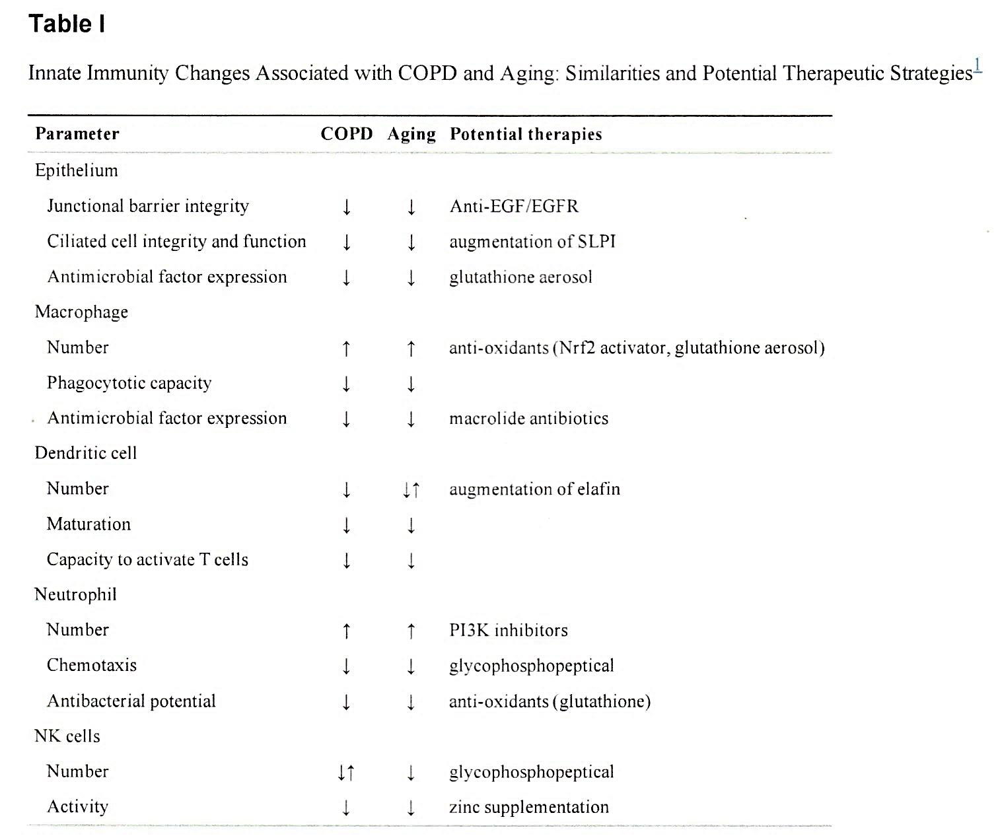 Table I
Innate Immunity Changes Associated with COPD and Aging: Similarities and Potential Therapeutic Strategies1
Parameter COPD Aging Potential therapies
Epithelium
Junctional barrier integrity ↓ ↓ Anti-EGF/EGFR
Ciliated cell integrity and function ↓ ↓ augmentation of SLPI
Antimicrobial factor expression ↓ ↓ glutathione aerosol
Macrophage
Number ↑ ↑ anti-oxidants (Nrf2 activator, glutathione aerosol)
Phagocytotic capacity ↓ ↓
Antimicrobial factor expression ↓ ↓ macrolide antibiotics
Dendritic cell
Number ↓ ↓↑ augmentation of elafin
Maturation ↓ ↓
Capacity to activate T cells ↓ ↓
Neutrophil
Number ↑ ↑ PI3K inhibitors
Chemotaxis ↓ ↓ glycophosphopeptical
Antibacterial potential ↓ ↓ anti-oxidants (glutathione)
NK cells
Number ↓↑ ↓ glycophosphopeptical
Activity ↓ ↓ zinc supplementation